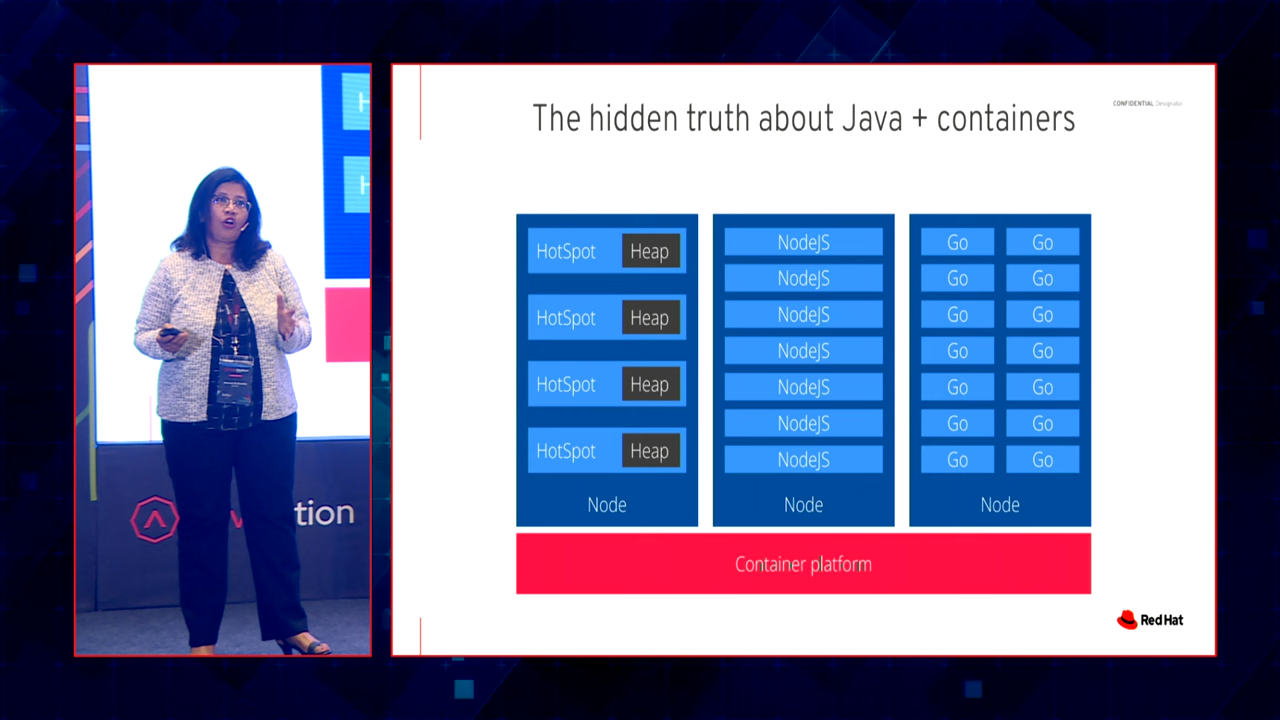 The hidden truth about Java + containers
CONFIDENTIAL Designator
H
H
HotSpot Heap
HotSpot Heap
HotSpot Heap
HotSpot Heap
Node
NodeJS
NodeJS
NodeJS
NodeJS
NodeJS
NodeJS
NodeJS
Node
Go Go
Go Go
Go Go
Go Go
Go Go
Go Go
Go Go
Node
Container platform
Red Hat
tion